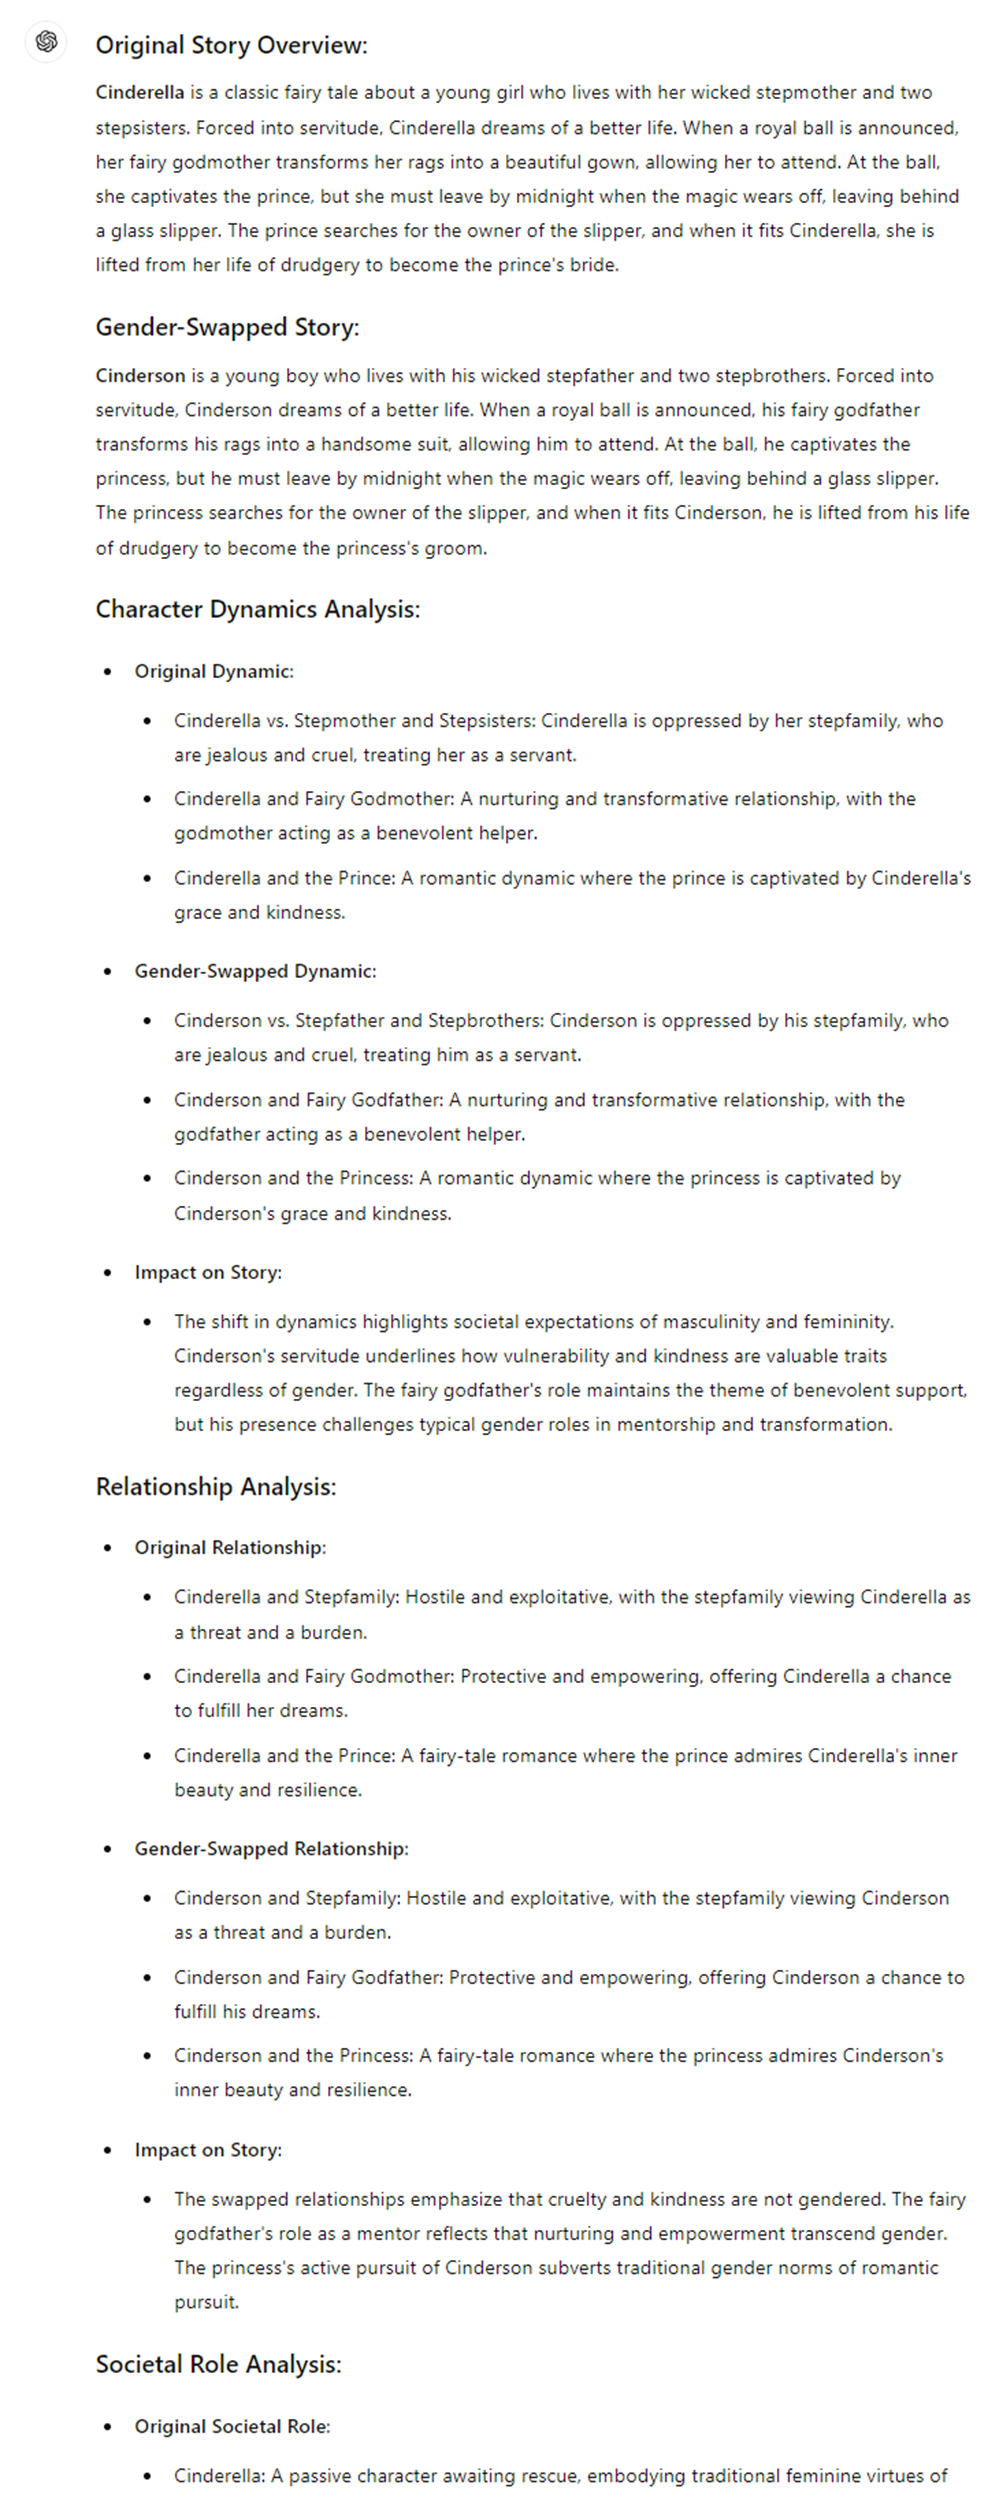 Original Story Overview:
Cinderella is a classic fairy tale about a young girl who lives with her wicked stepmother and two
stepsisters. Forced into servitude, Cinderella dreams of a better life. When a royal ball is announced,
her fairy godmother transforms her rags into a beautiful gown, allowing her to attend. At the ball,
she captivates the prince, but she must leave by midnight when the magic wears off, leaving behind
a glass slipper. The prince searches for the owner of the slipper, and when it fits Cinderella, she is
lifted from her life of drudgery to become the prince's bride.
Gender-Swapped Story:
Cinderson is a young boy who lives with his wicked stepfather and two stepbrothers. Forced into
servitude, Cinderson dreams of a better life. When a royal ball is announced, his fairy godfather
transforms his rags into a handsome suit, allowing him to attend. At the ball, he captivates the
princess, but he must leave by midnight when the magic wears off, leaving behind a glass slipper.
The princess searches for the owner of the slipper, and when it fits Cinderson, he is lifted from his life
of drudgery to become the princess's groom.
Character Dynamics Analysis:
• Original Dynamic:
• Cinderella vs. Stepmother and Stepsisters: Cinderella is oppressed by her stepfamily, who
are jealous and cruel, treating her as a servant.
• Cinderella and Fairy Godmother: A nurturing and transformative relationship, with the
godmother acting as a benevolent helper.
• Cinderella and the Prince: A romantic dynamic where the prince is captivated by Cinderella's
grace and kindness.
• Gender-Swapped Dynamic:
• Cinderson vs. Stepfather and Stepbrothers: Cinderson is oppressed by his stepfamily, who
are jealous and cruel, treating him as a servant.
• Cinderson and Fairy Godfather: A nurturing and transformative relationship, with the
godfather acting as a benevolent helper.
• Cinderson and the Princess: A romantic dynamic where the princess is captivated by
Cinderson's grace and kindness.
• Impact on Story:
• The shift in dynamics highlights societal expectations of masculinity and femininity.
Cinderson's servitude underlines how vulnerability and kindness are valuable traits
regardless of gender. The fairy godfather's role maintains the theme of benevolent support,
but his presence challenges typical gender roles in mentorship and transformation.
Relationship Analysis:
• Original Relationship:
• Cinderella and Stepfamily: Hostile and exploitative, with the stepfamily viewing Cinderella as
a threat and a burden.
• Cinderella and Fairy Godmother: Protective and empowering, offering Cinderella a chance
to fulfill her dreams.
• Cinderella and the Prince: A fairy-tale romance where the prince admires Cinderella's inner
beauty and resilience.
• Gender-Swapped Relationship:
• Cinderson and Stepfamily: Hostile and exploitative, with the stepfamily viewing Cinderson
as a threat and a burden.
• Cinderson and Fairy Godfather: Protective and empowering, offering Cinderson a chance to
fulfill his dreams.
• Cinderson and the Princess: A fairy-tale romance where the princess admires Cinderson's
inner beauty and resilience.
• Impact on Story:
• The swapped relationships emphasize that cruelty and kindness are not gendered. The fairy
godfather's role as a mentor reflects that nurturing and empowerment transcend gender.
The princess's active pursuit of Cinderson subverts traditional gender norms of romantic
pursuit.
Societal Role Analysis:
• Original Societal Role:
• Cinderella: A passive character awaiting rescue, embodying traditional feminine virtues of